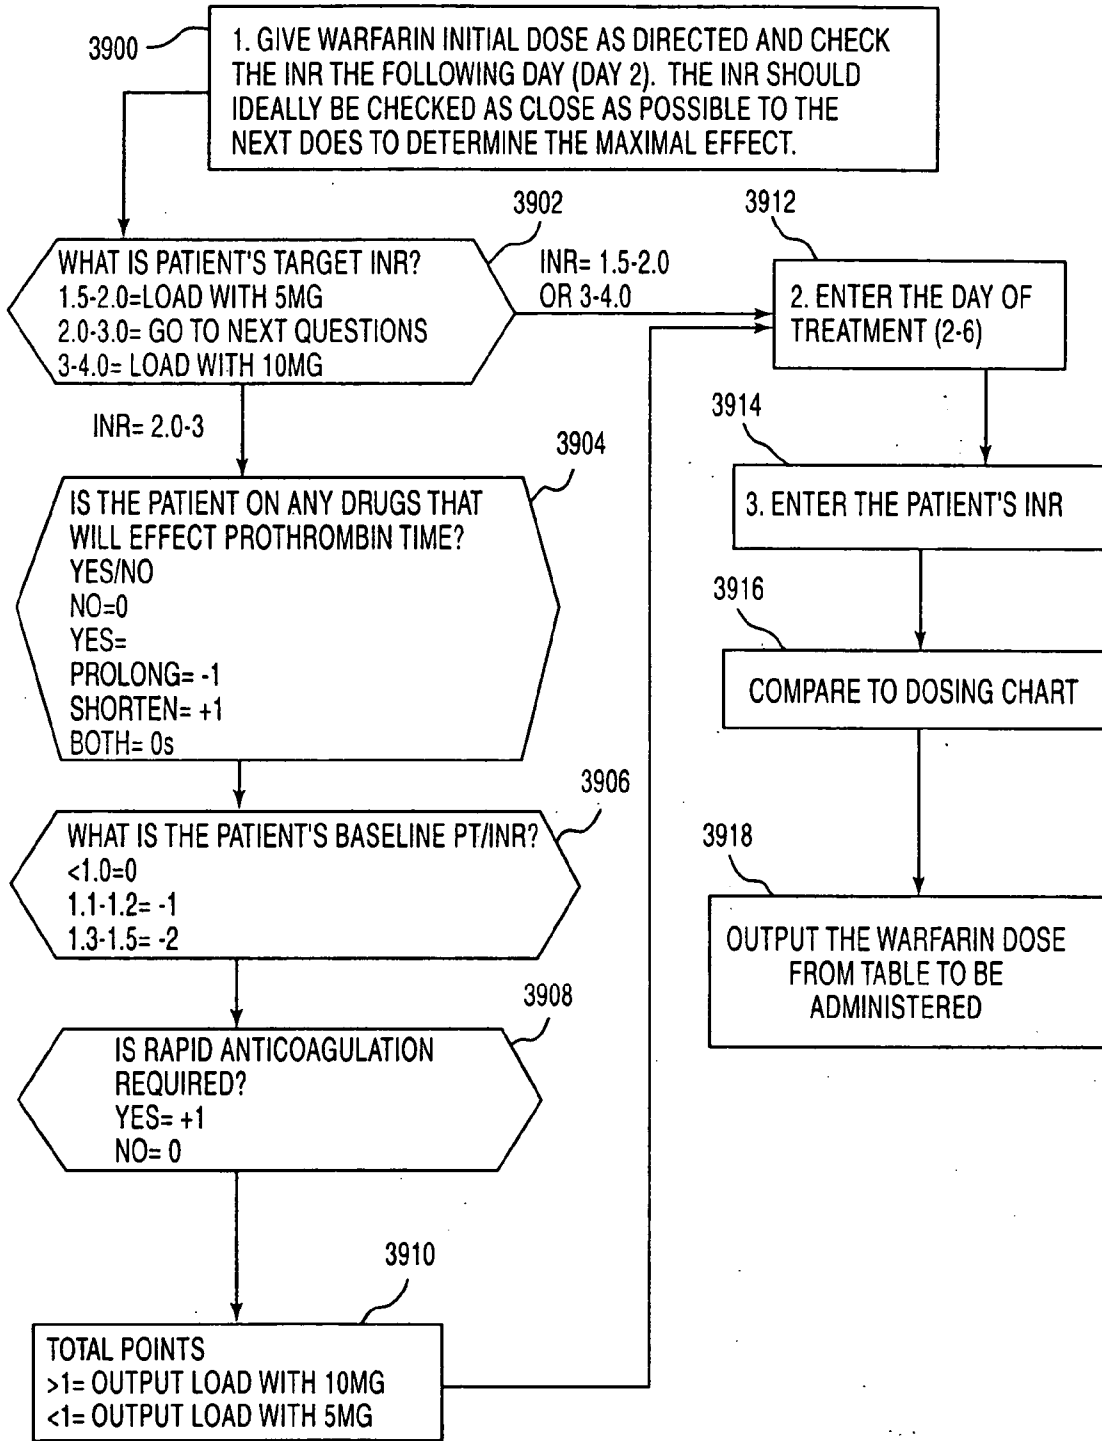 3900
1. GIVE WARFARIN INITIAL DOSE AS DIRECTED AND CHECK
THE INR THE FOLLOWING DAY (DAY 2). THE INR SHOULD
IDEALLY BE CHECKED AS CLOSE AS POSSIBLE TO THE
NEXT DOES TO DETERMINE THE MAXIMAL EFFECT.
3902
WHAT IS PATIENT'S TARGET INR?
1.5-2.0=LOAD WITH 5MG
2.0-3.0= GO TO NEXT QUESTIONS
3-4.0= LOAD WITH 10MG
INR= 1.5-2.0
OR 3-4.0
INR= 2.0-3
3904
IS THE PATIENT ON ANY DRUGS THAT
WILL EFFECT PROTHROMBIN TIME?
YES/NO
NO=0
YES=
PROLONG= -1
SHORTEN= +1
BOTH= 0s
3906
WHAT IS THE PATIENT'S BASELINE PT/INR?
<1.0=0
1.1-1.2= -1
1.3-1.5= -2
3908
IS RAPID ANTICOAGULATION
REQUIRED?
YES= +1
NO= 0
3910
TOTAL POINTS
>1= OUTPUT LOAD WITH 10MG
<1= OUTPUT LOAD WITH 5MG
3912
2. ENTER THE DAY OF
TREATMENT (2-6)
3914
3. ENTER THE PATIENT'S INR
3916
COMPARE TO DOSING CHART
3918
OUTPUT THE WARFARIN DOSE
FROM TABLE TO BE
ADMINISTERED